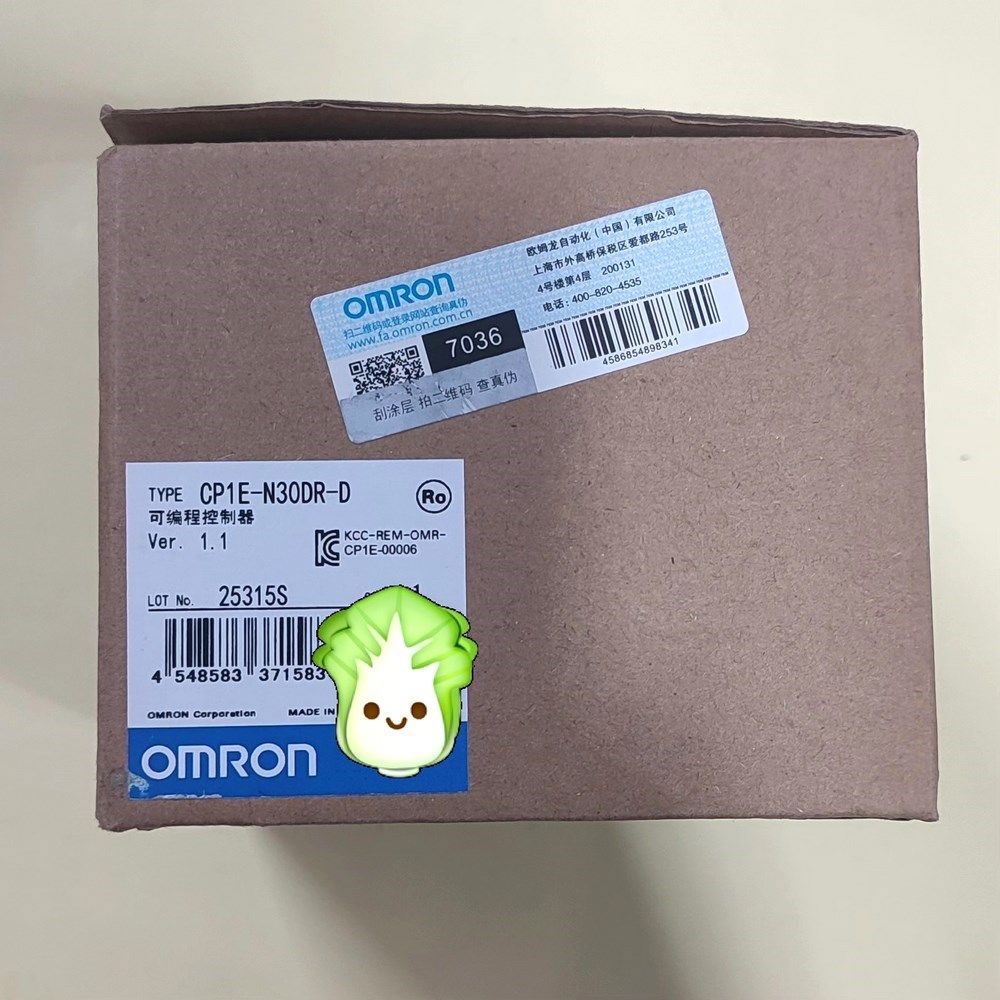 OMRON
扫二维码或登录网站查询真伪
www.fa.omron.com.cn
7036
刮涂层 拍二维码 查真伪
欧姆龙自动化（中国）有限公司
上海市外高桥保税区爱都路253号
4号楼第4层 200131
电话：400-820-4535
4586854898341
TYPE CP1E-N30DR-D
Ro
可编程控制器
Ver. 1.1
KCC-REM-OMR-
CP1E-00006
LOT No. 25315S
4 548583 371583
OMRON Corporation MADE IN
OMRON